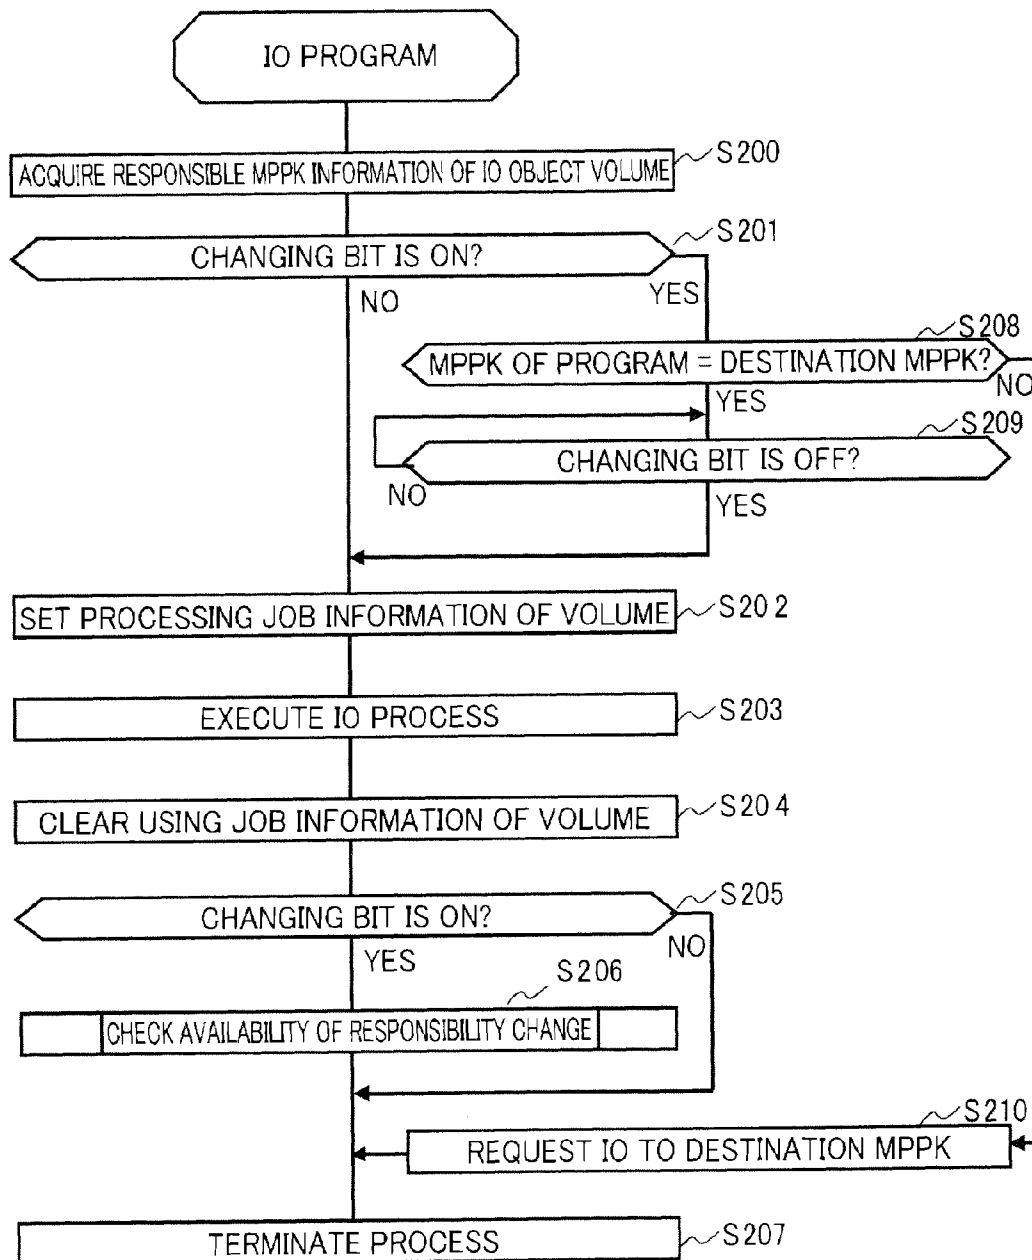 IO PROGRAM
ACQUIRE RESPONSIBLE MPPK INFORMATION OF IO OBJECT VOLUME
S200
CHANGING BIT IS ON?
S201
NO
YES
S208
MPPK OF PROGRAM = DESTINATION MPPK?
NO
YES
S209
CHANGING BIT IS OFF?
NO
YES
SET PROCESSING JOB INFORMATION OF VOLUME
S202
EXECUTE IO PROCESS
S203
CLEAR USING JOB INFORMATION OF VOLUME
S204
CHANGING BIT IS ON?
S205
YES
NO
S206
CHECK AVAILABILITY OF RESPONSIBILITY CHANGE
S210
REQUEST IO TO DESTINATION MPPK
TERMINATE PROCESS
S207